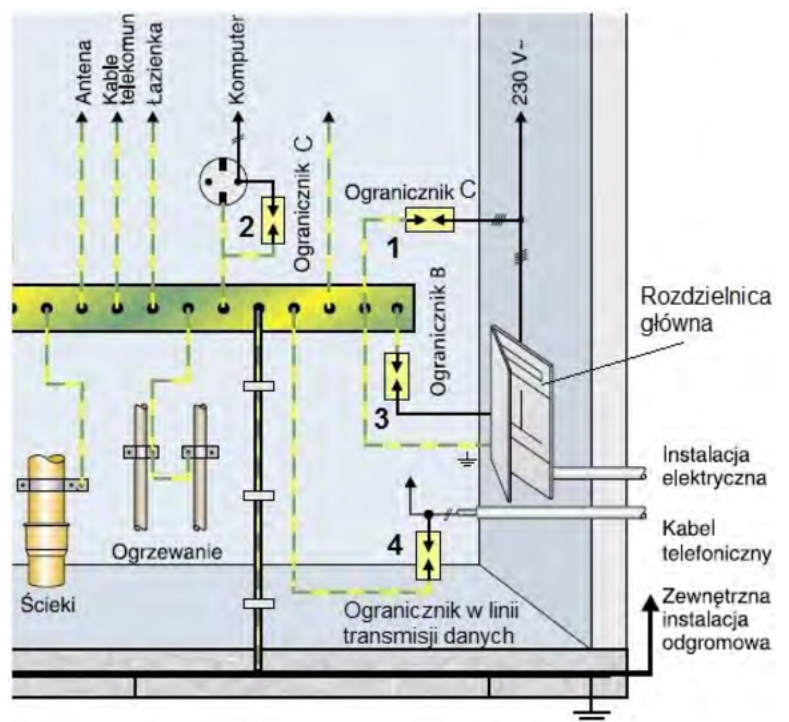 Antena
Kable
telekomun
Łazienka
Komputer
230 V~
Ogranicznik C
Ogranicznik C
2
1
Ogranicznik B
Rozdzielnica
główna
3
Instalacja
elektryczna
4
Kabel
telefoniczny
Ogrzewanie
Ścieki
Ogranicznik w linii
transmisji danych
Zewnętrzna
instalacja
odgromowa